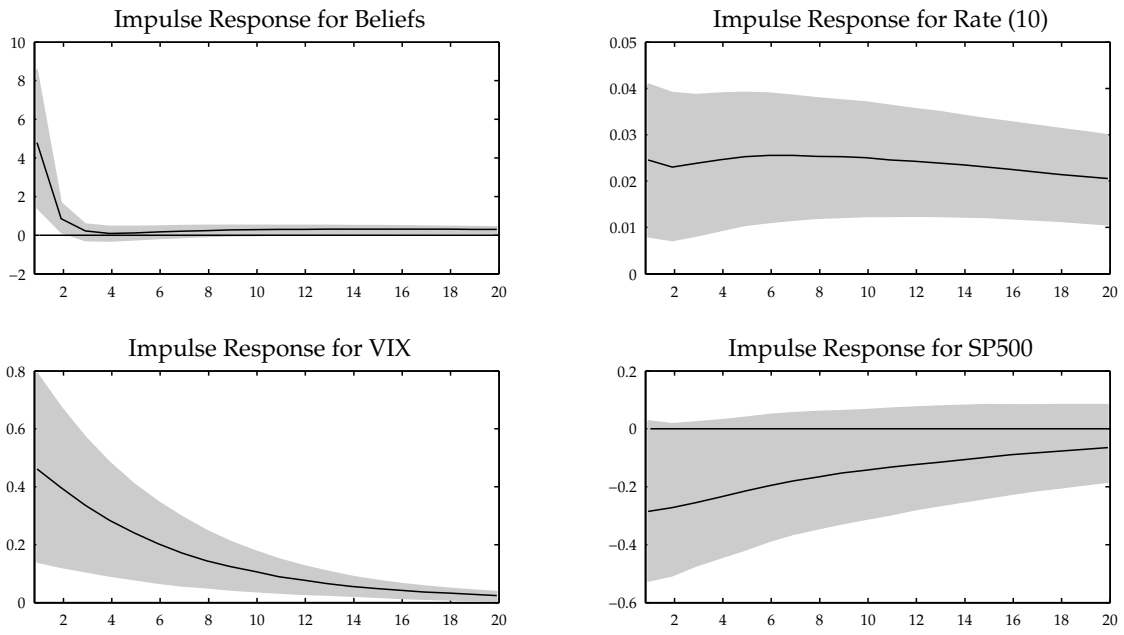 Impulse Response for Beliefs
10
8
6
4
2
0
−2
2 4 6 8 10 12 14 16 18 20
Impulse Response for Rate (10)
0.05
0.04
0.03
0.02
0.01
0
2 4 6 8 10 12 14 16 18 20
Impulse Response for VIX
0.8
0.6
0.4
0.2
0
2 4 6 8 10 12 14 16 18 20
Impulse Response for SP500
0.2
0
−0.2
−0.4
−0.6
2 4 6 8 10 12 14 16 18 20